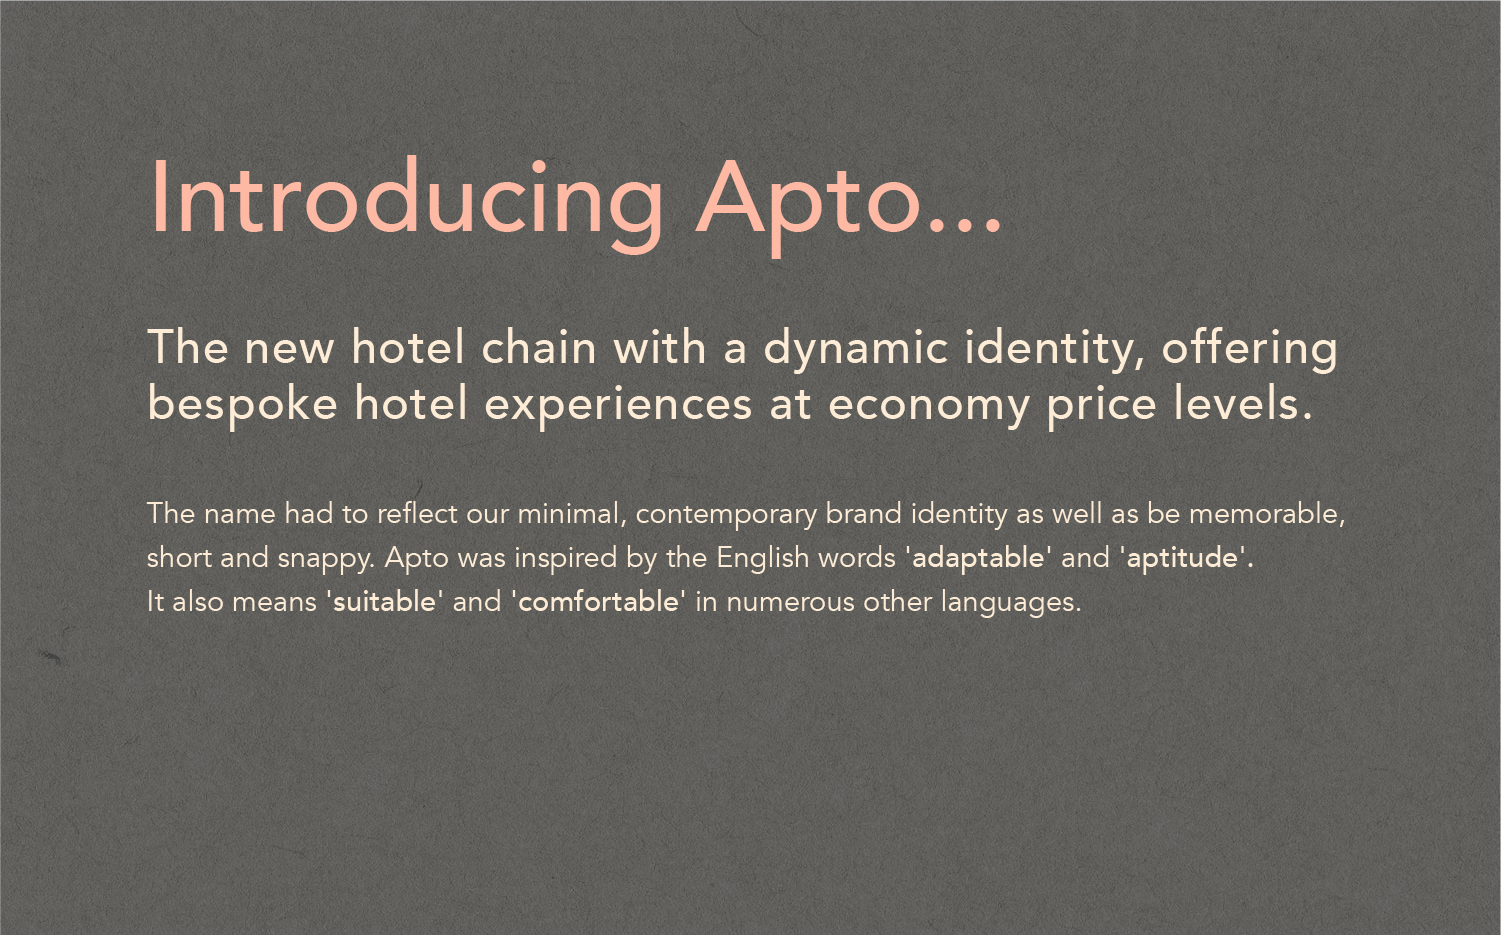 Introducing Apto...
The new hotel chain with a dynamic identity, offering
bespoke hotel experiences at economy price levels.
The name had to reflect our minimal, contemporary brand identity as well as be memorable,
short and snappy. Apto was inspired by the English words 'adaptable' and 'aptitude'.
It also means 'suitable' and 'comfortable' in numerous other languages.